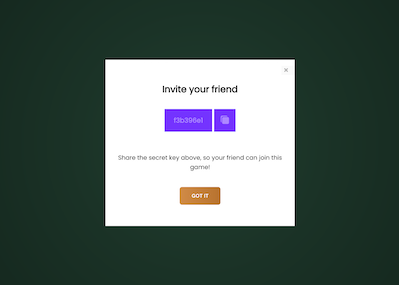 Invite your friend
f3b396e1
Share the secret key above, so your friend can join this
game!
GOT IT